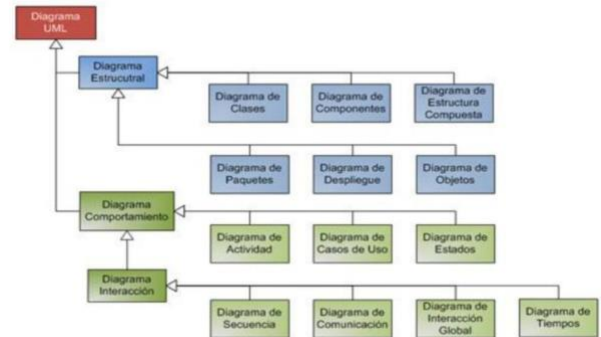 Diagrama
UML
Diagrama
Estrucutral
Diagrama de
Clases
Diagrama de
Componentes
Diagrama de
Estructura
Compuesta
Diagrama de
Paquetes
Diagrama de
Despliegue
Diagrama de
Objetos
Diagrama
Comportamiento
Diagrama de
Actividad
Diagrama de
Casos de Uso
Diagrama de
Estados
Diagrama
Interacción
Diagrama de
Secuencia
Diagrama de
Comunicación
Diagrama de
Interacción
Global
Diagrama de
Tiempos